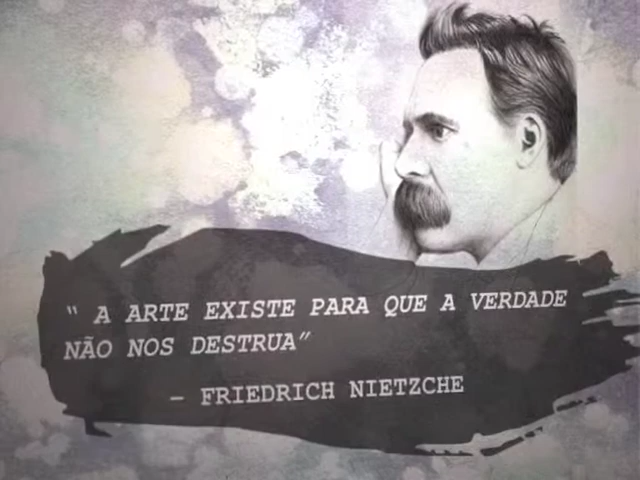 “ A ARTE EXISTE PARA QUE A VERDADE
NÃO NOS DESTRUA”
– FRIEDRICH NIETZCHE